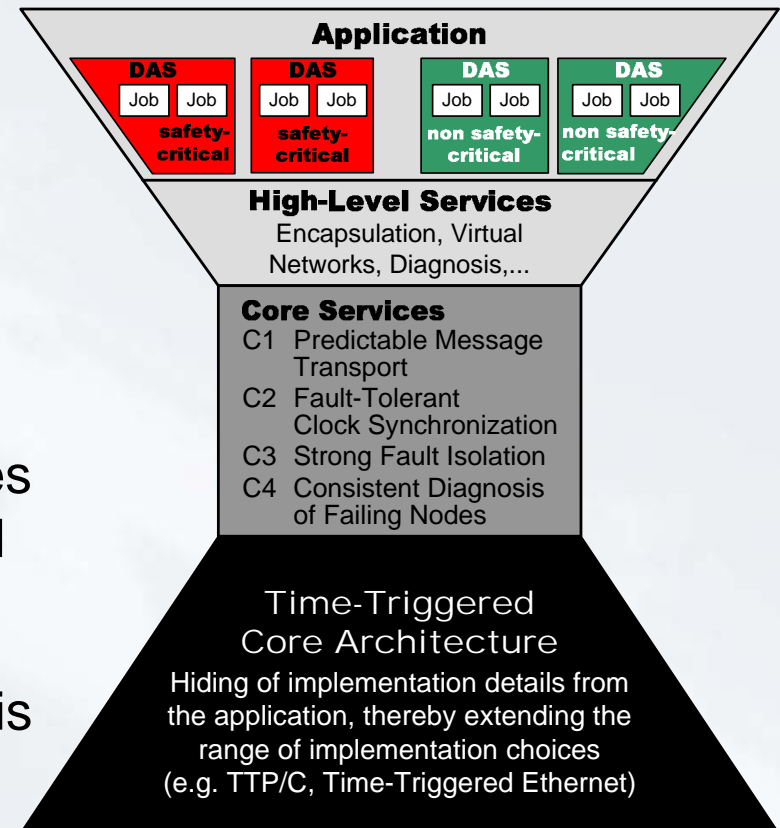 Application
DAS DAS DAS DAS
Job Job Job Job Job Job Job Job
safety- safety- non safety- non safety-
critical critical critical critical
High-Level Services
Encapsulation, Virtual
Networks, Diagnosis,...
Core Services
C1 Predictable Message
Transport
C2 Fault-Tolerant
Clock Synchronization
C3 Strong Fault Isolation
C4 Consistent Diagnosis
of Failing Nodes
Time-Triggered
Core Architecture
Hiding of implementation details from
the application, thereby extending the
range of implementation choices
(e.g. TTP/C, Time-Triggered Ethernet)